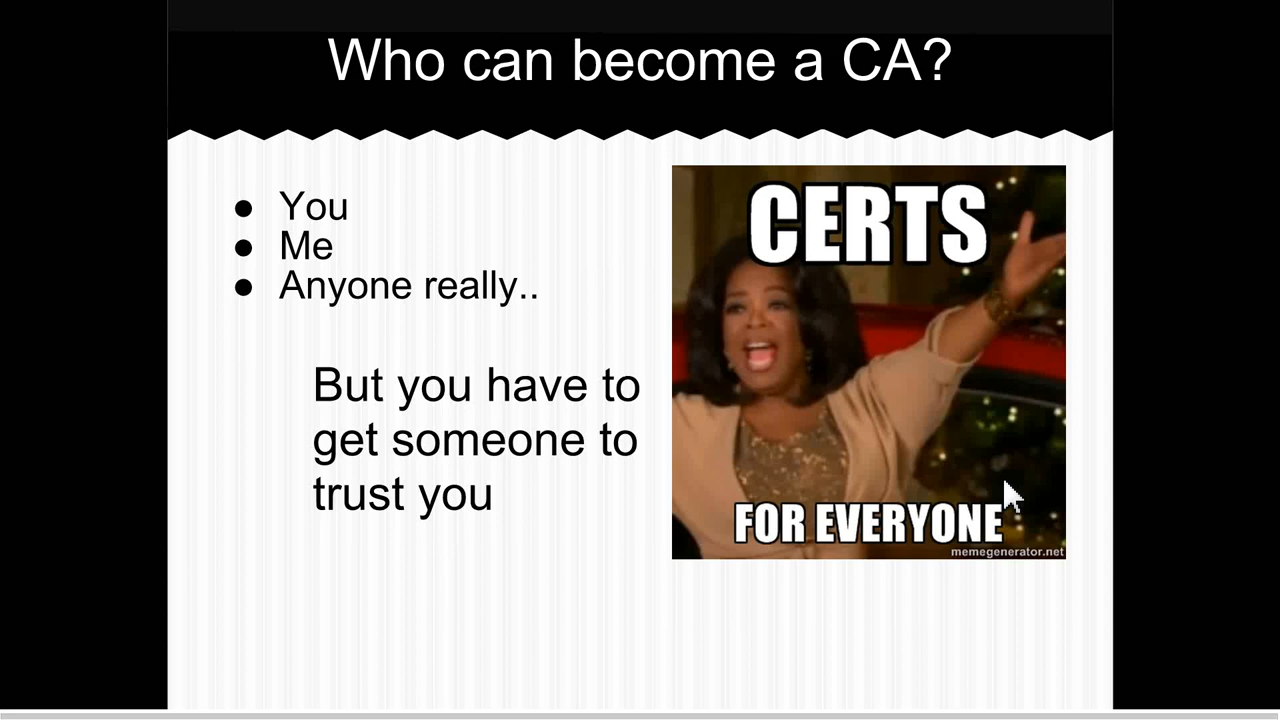 Who can become a CA?
● You
● Me
● Anyone really..
But you have to
get someone to
trust you
CERTS
FOR EVERYONE
memegenerator.net